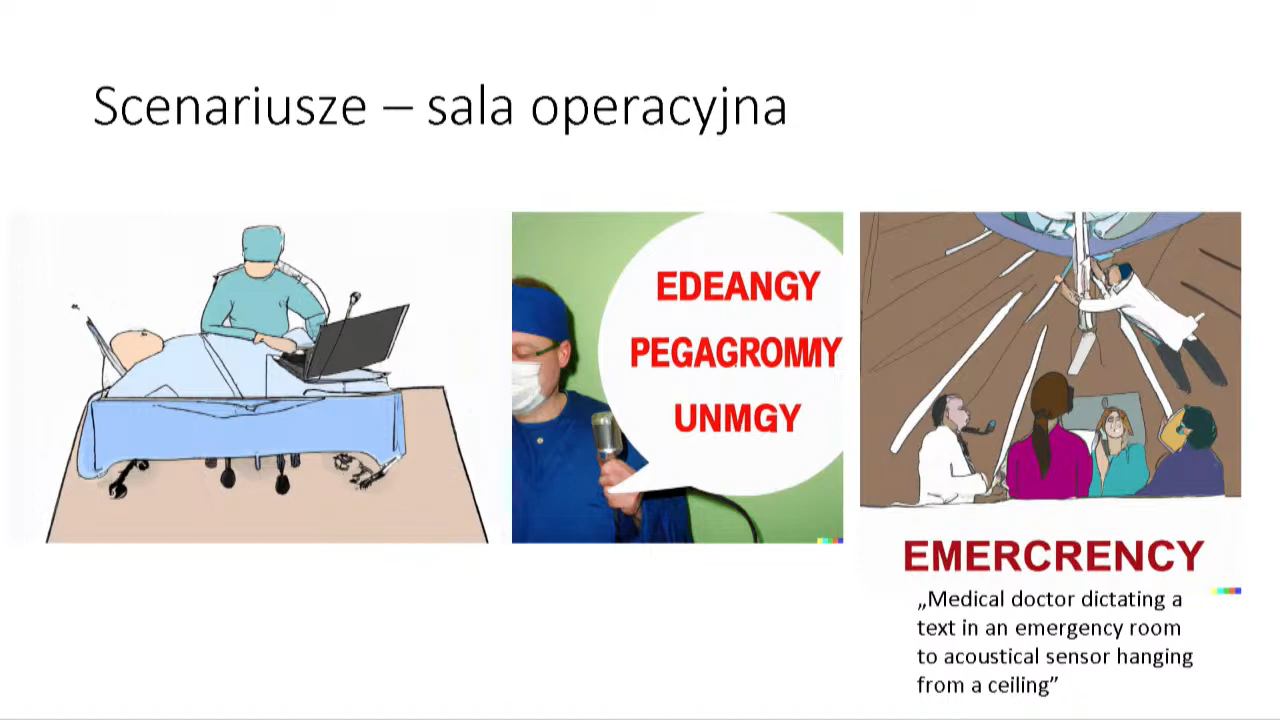 Scenariusze – sala operacyjna
EDEANGY
PEGAGROMMY
UNMGY
EMERCRENCY
„Medical doctor dictating a
text in an emergency room
to acoustical sensor hanging
from a ceiling”